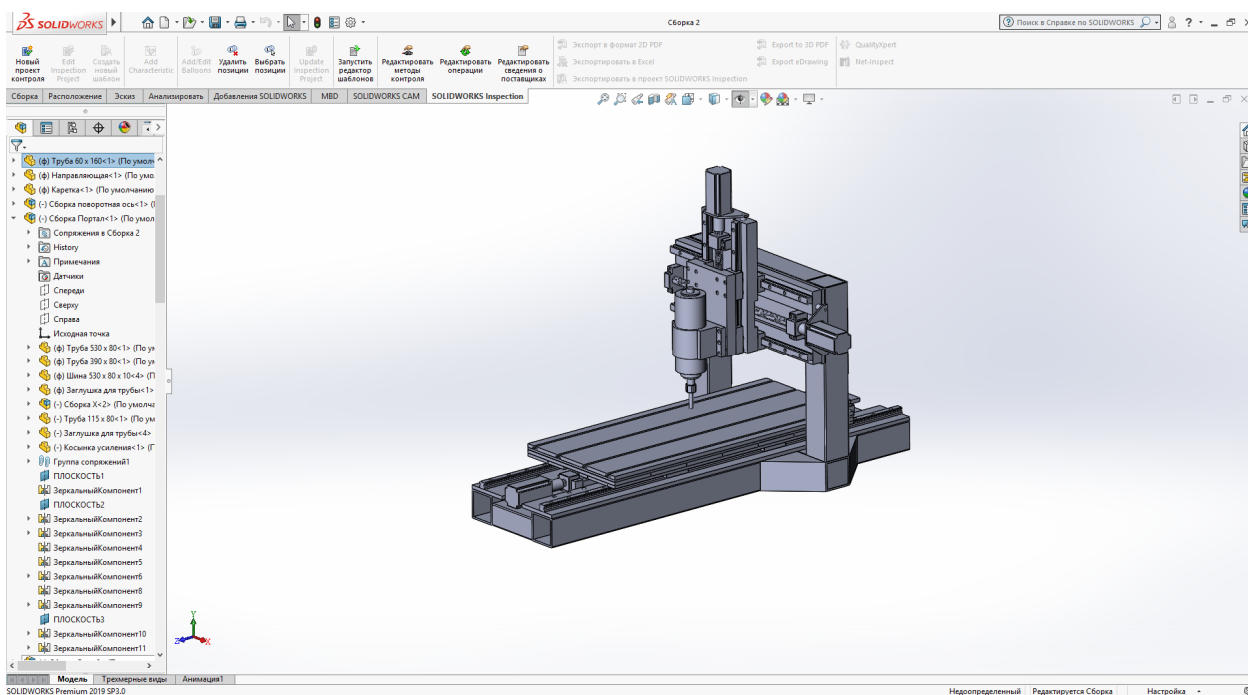 SOLIDWORKS
Сборка 2
Поиск в Справке по SOLIDWORKS
Новый проект контроля
Edit Inspection Project
Создать новый шаблон
Add Characteristic
Add/Edit Balloons
Удалить позиции
Выбрать позиции
Update Inspection Project
Запустить редактор шаблонов
Редактировать методы контроля
Редактировать операции
Редактировать сведения о поставщиках
Экспорт в формат 2D PDF
Экспортировать в Excel
Экспортировать в проект SOLIDWORKS Inspection
Export to 3D PDF
Export eDrawing
QualityXpert
Net-Inspect
Сборка Расположение Эскиз Анализировать Добавления SOLIDWORKS MBD SOLIDWORKS CAM SOLIDWORKS Inspection
(ф) Труба 60 x 160<1> (По умолч
(ф) Направляющая<1> (По умо
(ф) Каретка<1> (По умолчанию
(-) Сборка поворотная ось<1> (
(-) Сборка Портал<1> (По умол
Сопряжения в Сборка 2
History
Примечания
Датчики
Спереди
Сверху
Справа
Исходная точка
(ф) Труба 530 x 80<1> (По ум
(ф) Труба 390 x 80<1> (По ум
(ф) Шина 530 x 80 x 10<4> (П
(ф) Заглушка для трубы<1>
(-) Сборка X<2> (По умолча
(-) Труба 115 x 80<1> (По ум
(-) Заглушка для трубы<4>
(-) Косынка усиления<1> (П
Группа сопряжений1
ПЛОСКОСТЬ1
ЗеркальныйКомпонент1
ПЛОСКОСТЬ2
ЗеркальныйКомпонент2
ЗеркальныйКомпонент3
ЗеркальныйКомпонент4
ЗеркальныйКомпонент5
ЗеркальныйКомпонент6
ЗеркальныйКомпонент8
ЗеркальныйКомпонент9
ПЛОСКОСТЬ3
ЗеркальныйКомпонент10
ЗеркальныйКомпонент11
Y
Z X
Модель Трехмерные виды Анимация1
SOLIDWORKS Premium 2019 SP3.0
Недоопределенный Редактируется Сборка Настройка